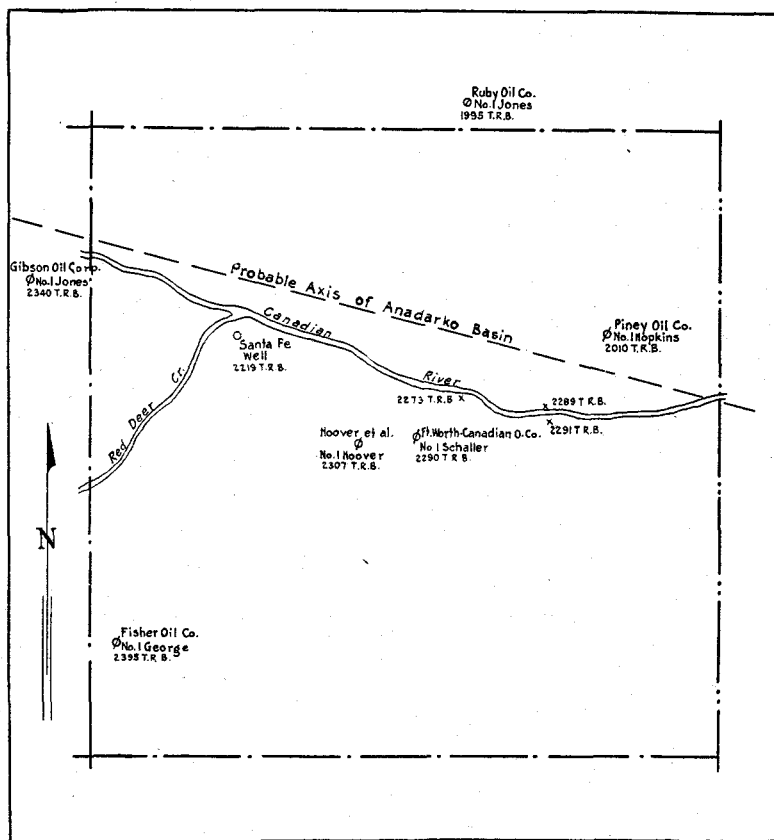 Ruby Oil Co.
No.1 Jones
1995 T.R.B.
Probable Axis of Anadarko Basin
Gibson Oil Corp.
No.1 Jones
2340 T.R.B.
Canadian River
Santa Fe
Well
2219 T.R.B.
Piney Oil Co.
No.1 Hopkins
2010 T.R.B.
Red Deer Cr.
2273 T.R.B
2289 T R.B.
2291 T.R.B.
Hoover et al.
No.1 Hoover
2307 T.R.B.
Ft.Worth-Canadian O.Co.
No 1 Schaller
2290 T R B.
N
Fisher Oil Co.
No.1 George
2395 T.R B.